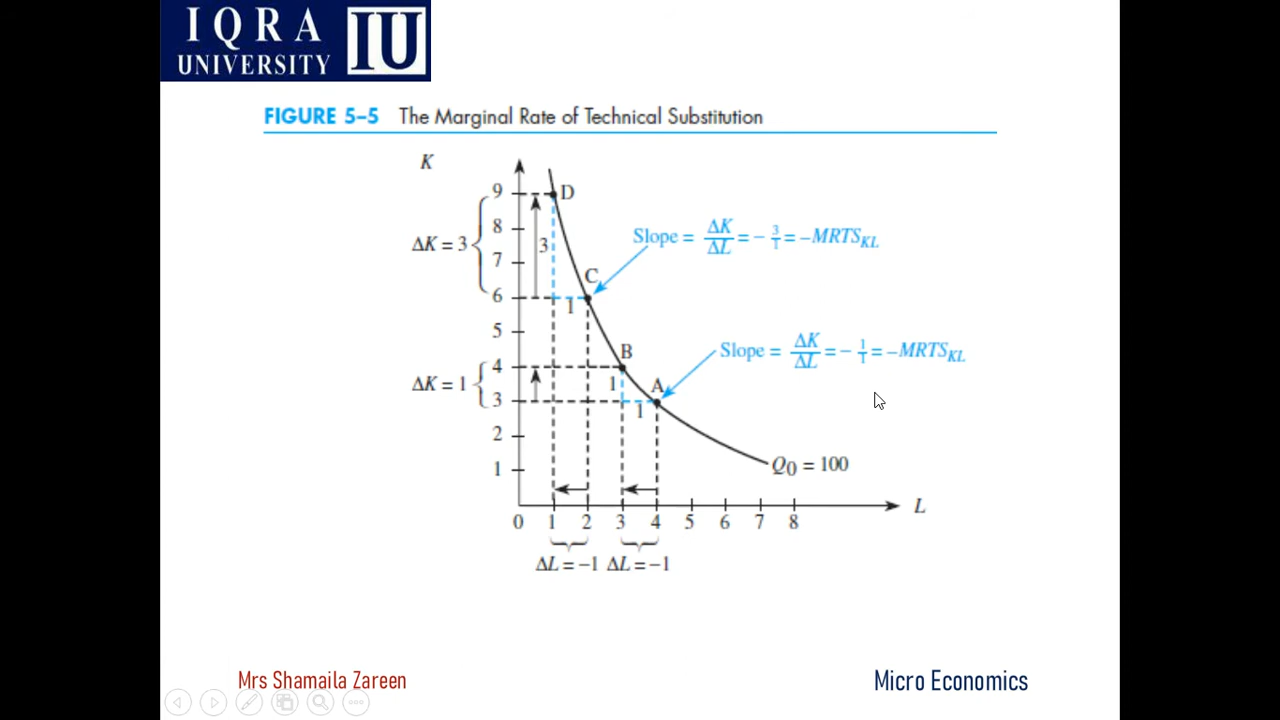 IQRA
UNIVERSITY IU
FIGURE 5–5 The Marginal Rate of Technical Substitution
K
9 D
8
ΔK = 3 3 Slope = ΔK/ΔL = – 3/1 = –MRTS_KL
7
C
6
1
5
B Slope = ΔK/ΔL = – 1/1 = –MRTS_KL
4
ΔK = 1 1 A
3
1
2
1 Q0 = 100
0 1 2 3 4 5 6 7 8 L
ΔL = –1 ΔL = –1
Mrs Shamaila Zareen Micro Economics